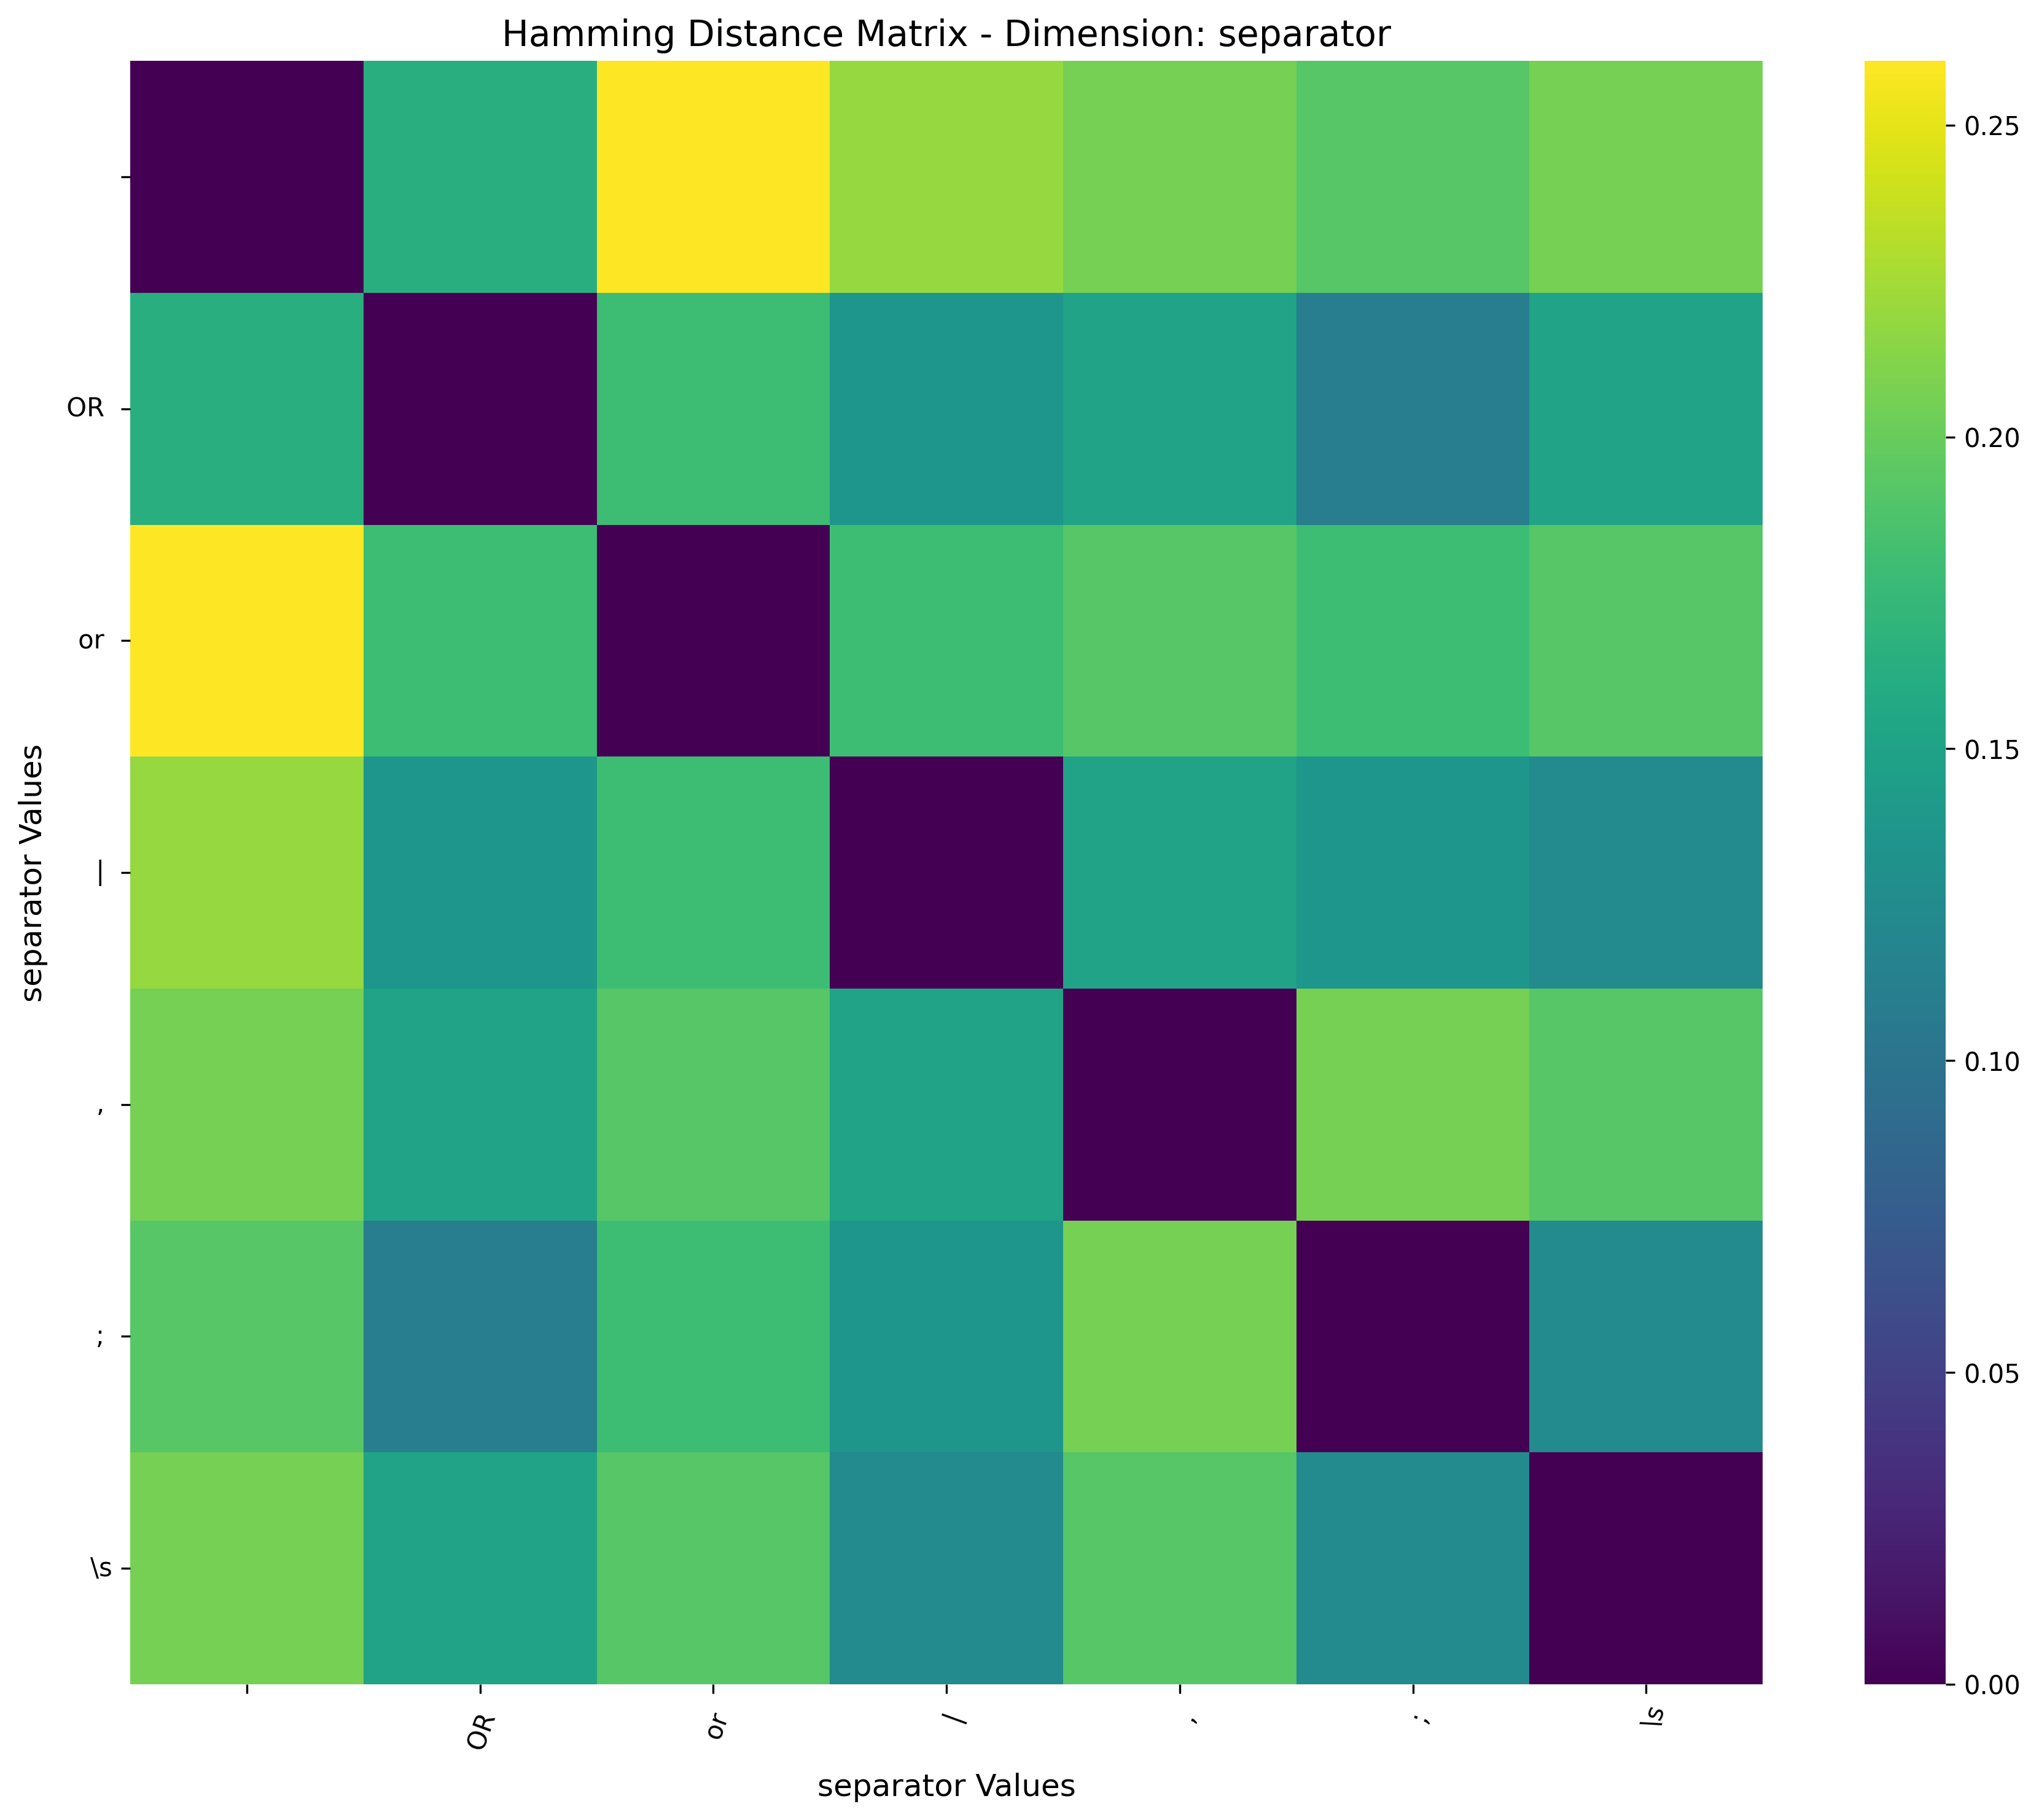 Hamming Distance Matrix - Dimension: separator
separator Values
OR
or
|
,
;
\s
OR
or
|
,
;
\s
separator Values
0.25
0.20
0.15
0.10
0.05
0.00